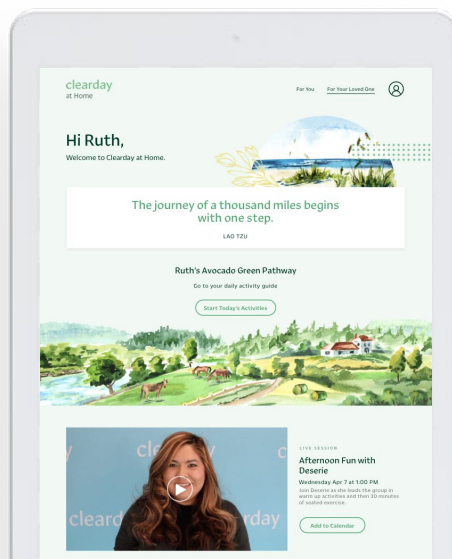 clearday
at Home
For You
For Your Loved One
Hi Ruth,
Welcome to Clearday at Home.
The journey of a thousand miles begins
with one step.
LAO TZU
Ruth's Avocado Green Pathway
Go to your daily activity guide
Start Today's Activities
y
cle
c
cleard
rday
LIVE SESSION
Afternoon Fun with
Deserie
Wednesday Apr 7 at 1:00 PM
Join Deserie as she leads the group in
warm up activities and then 30 minutes
of seated exercise.
Add to Calendar